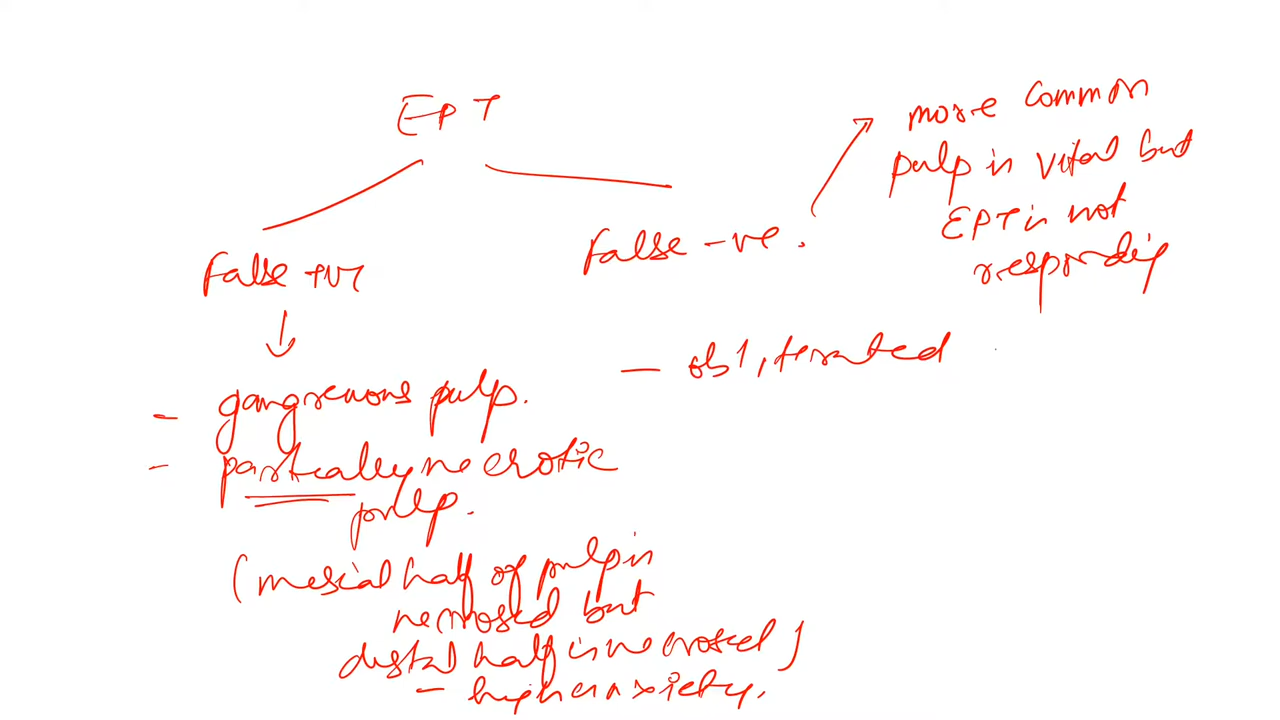 EPT
False +ve
- gangrenous pulp.
- partially necrotic
pulp.
(mesial half of pulp is
necrosed but
distal half is necrosed)
- high anxiety.
False -ve.
more common
pulp is vital but
EPT is not
responding
- obliterated